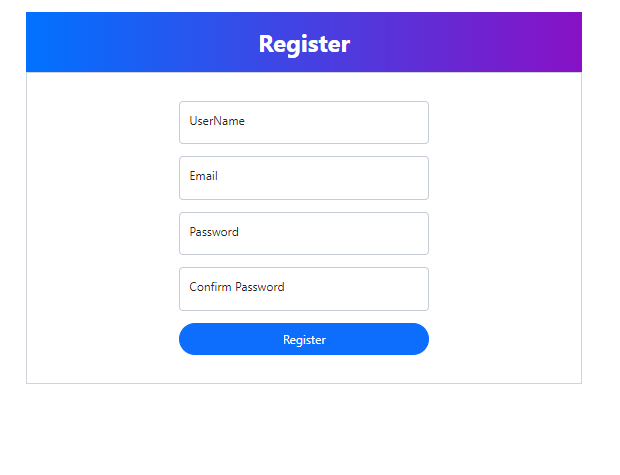 Register
UserName
Email
Password
Confirm Password
Register